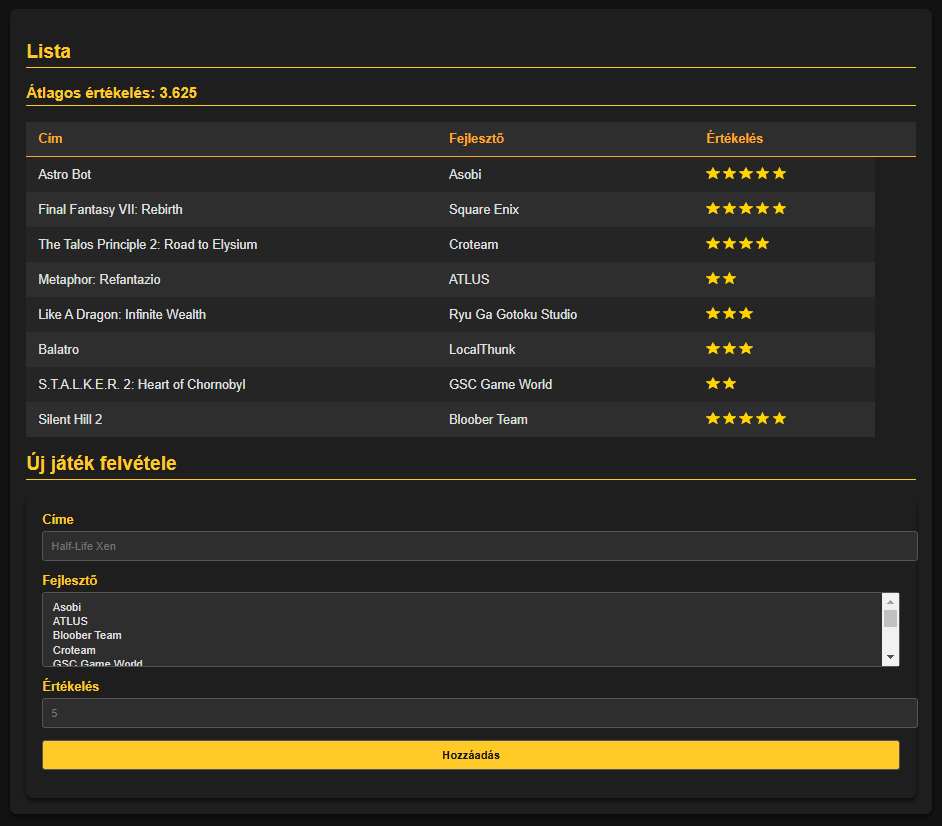 Lista
Átlagos értékelés: 3.625
Cím Fejlesztő Értékelés
Astro Bot Asobi ★★★★★
Final Fantasy VII: Rebirth Square Enix ★★★★★
The Talos Principle 2: Road to Elysium Croteam ★★★★
Metaphor: Refantazio ATLUS ★★
Like A Dragon: Infinite Wealth Ryu Ga Gotoku Studio ★★★
Balatro LocalThunk ★★★
S.T.A.L.K.E.R. 2: Heart of Chornobyl GSC Game World ★★
Silent Hill 2 Bloober Team ★★★★★
Új játék felvétele
Címe
Half-Life Xen
Fejlesztő
Asobi
ATLUS
Bloober Team
Croteam
GSC Game World
Értékelés
5
Hozzáadás